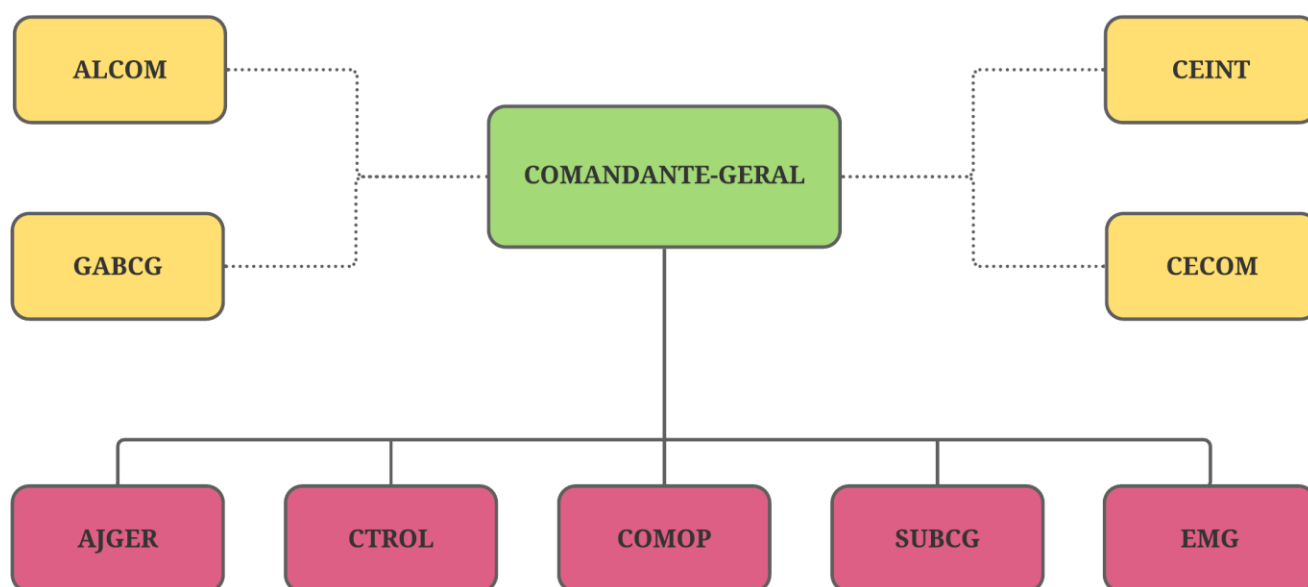 ALCOM
CEINT
COMANDANTE-GERAL
GABCG
CECOM
AJGER
CTROL
COMOP
SUBCG
EMG